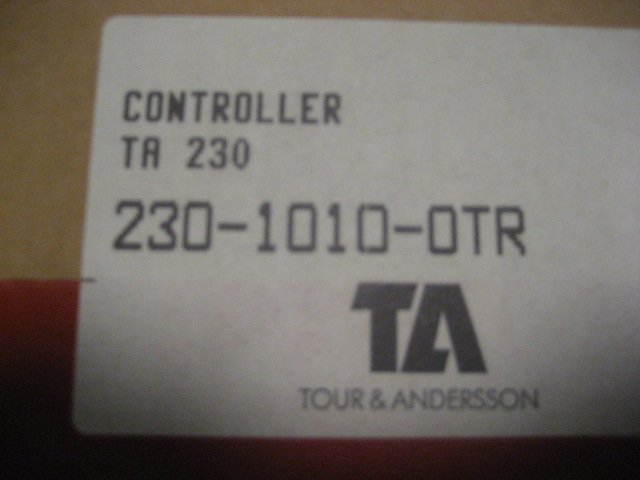 CONTROLLER
TA 230
230-1010-0TR
TA
TOUR & ANDERSSON